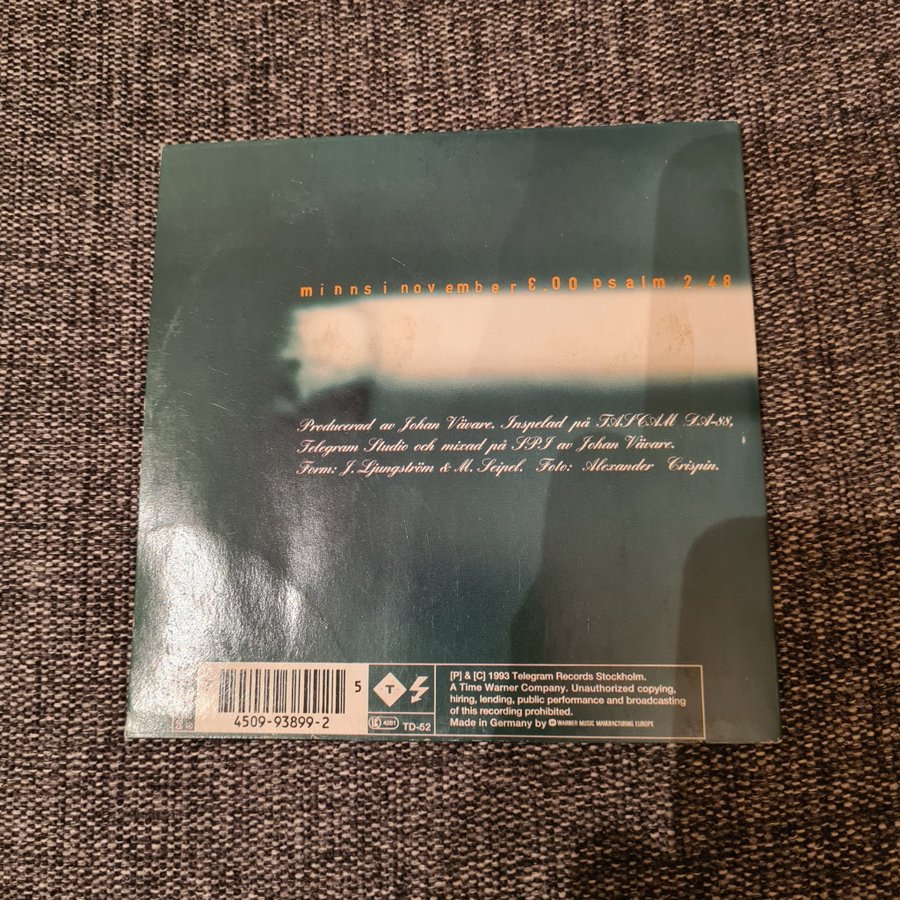 minns i november 3.00 psalm 2.48
Producerad av Johan Vävare. Inspelad på TASCAM DA-88,
Telegram Studio och mixad på SPI av Johan Vävare.
Form: J. Ljungström & M. Seipel. Foto: Alexander Crispin.
5
4509-93899-2
T
LC 4281
TD-52
[P] & [C] 1993 Telegram Records Stockholm.
A Time Warner Company. Unauthorized copying,
hiring, lending, public performance and broadcasting
of this recording prohibited.
Made in Germany by WARNER MUSIC MANUFACTURING EUROPE